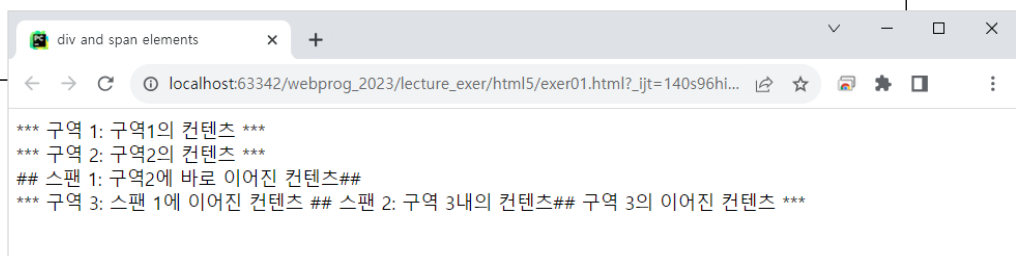 div and span elements
localhost:63342/webprog_2023/lecture_exer/html5/exer01.html?_ijt=140s96hi...
*** 구역 1: 구역1의 컨텐츠 ***
*** 구역 2: 구역2의 컨텐츠 ***
## 스팬 1: 구역2에 바로 이어진 컨텐츠##
*** 구역 3: 스팬 1에 이어진 컨텐츠 ## 스팬 2: 구역 3내의 컨텐츠## 구역 3의 이어진 컨텐츠 ***